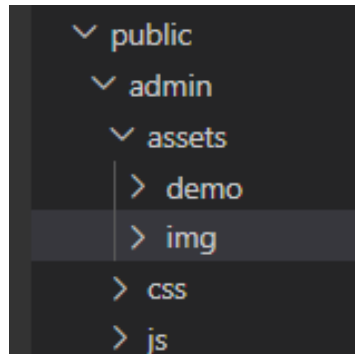 public
admin
assets
demo
img
css
js